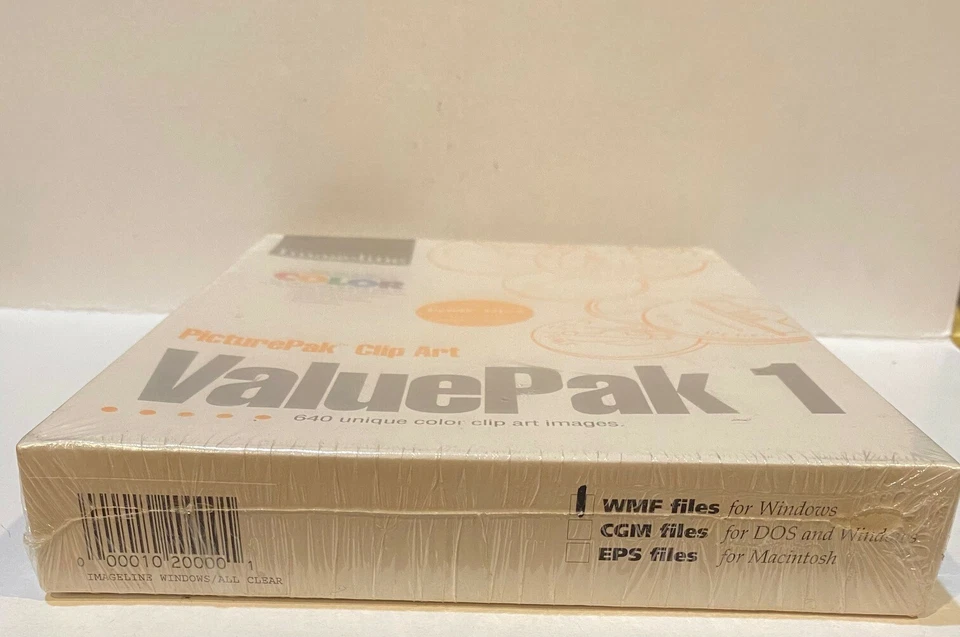 COLOR
PicturePak™ Clip Art
ValuePak 1
640 unique color clip art images.
WMF files for Windows
CGM files for DOS and Windows
EPS files for Macintosh
0 00010 20000 1
IMAGELINE WINDOWS/ALL CLEAR